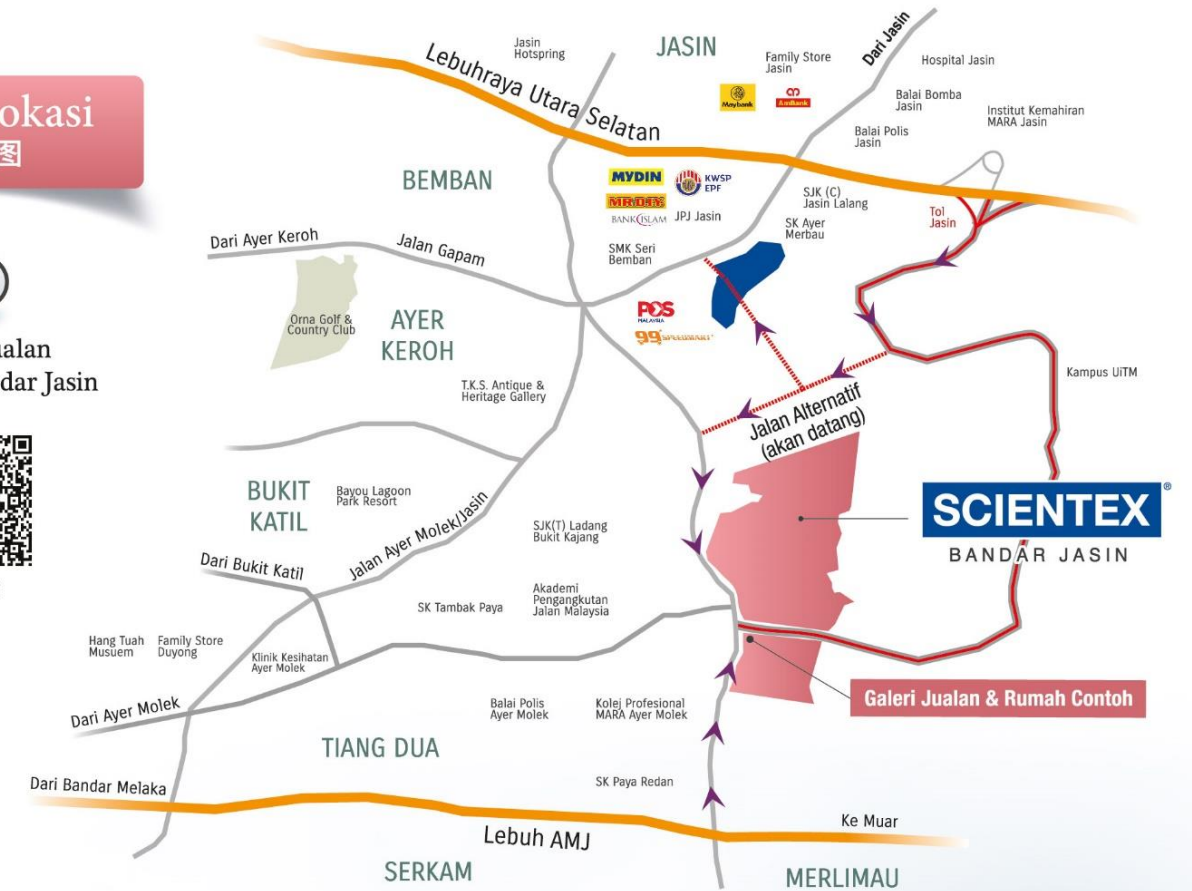 okasi
图
ualan
dar Jasin
Jasin
Hotspring
JASIN
Family Store
Jasin
Dari Jasin
Hospital Jasin
Lebuhraya Utara Selatan
Maybank
AmBank
Balai Bomba
Jasin
Institut Kemahiran
MARA Jasin
Balai Polis
Jasin
BEMBAN
MYDIN
KWSP
EPF
MR.D.I.Y.
BANK ISLAM
JPJ Jasin
SJK (C)
Jasin Lalang
SK Ayer
Merbau
Tol
Jasin
Dari Ayer Keroh
Jalan Gapam
SMK Seri
Bemban
Orna Golf &
Country Club
AYER
KEROH
POS
MALAYSIA
99 SPEEDMART
T.K.S. Antique &
Heritage Gallery
Kampus UiTM
Jalan Alternatif
(akan datang)
BUKIT
KATIL
Bayou Lagoon
Park Resort
Jalan Ayer Molek/Jasin
SJK(T) Ladang
Bukit Kajang
SCIENTEX®
BANDAR JASIN
Dari Bukit Katil
SK Tambak Paya
Akademi
Pengangkutan
Jalan Malaysia
Hang Tuah
Musuem
Family Store
Duyong
Klinik Kesihatan
Ayer Molek
Dari Ayer Molek
Balai Polis
Ayer Molek
Kolej Profesional
MARA Ayer Molek
Galeri Jualan & Rumah Contoh
TIANG DUA
SK Paya Redan
Dari Bandar Melaka
Lebuh AMJ
Ke Muar
SERKAM
MERLIMAU